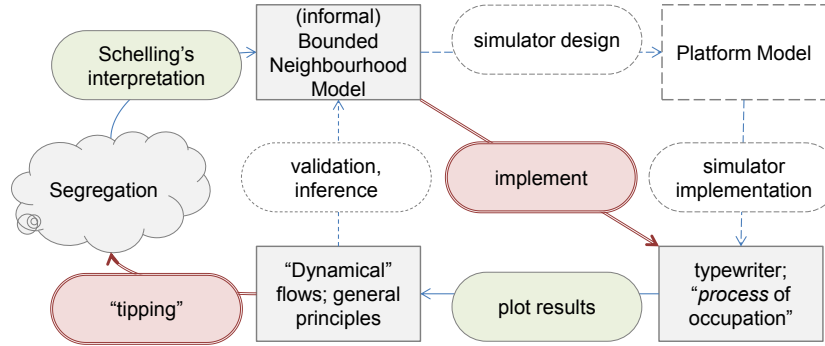 Schelling's
interpretation
(informal)
Bounded
Neighbourhood
Model
simulator design
Platform Model
Segregation
validation,
inference
implement
simulator
implementation
“tipping”
“Dynamical”
flows; general
principles
plot results
typewriter;
“process of
occupation”